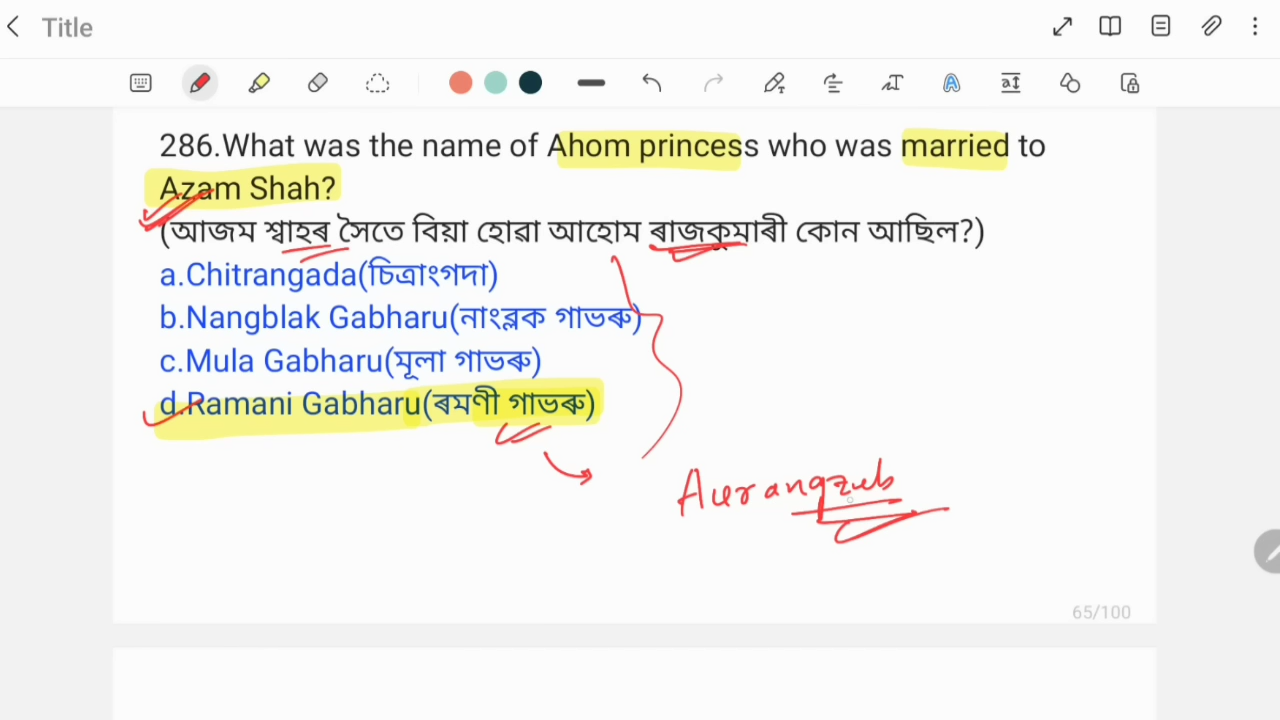 Title
286.What was the name of Ahom princess who was married to
Azam Shah?
(আজম শ্বাহৰ সৈতে বিয়া হোৱা আহোম ৰাজকুমাৰী কোন আছিল?)
a.Chitrangada(চিত্ৰাংগদা)
b.Nangblak Gabharu(নাংব্লক গাভৰু)
c.Mula Gabharu(মূলা গাভৰু)
d.Ramani Gabharu(ৰমণী গাভৰু)
Aurangzub
65/100